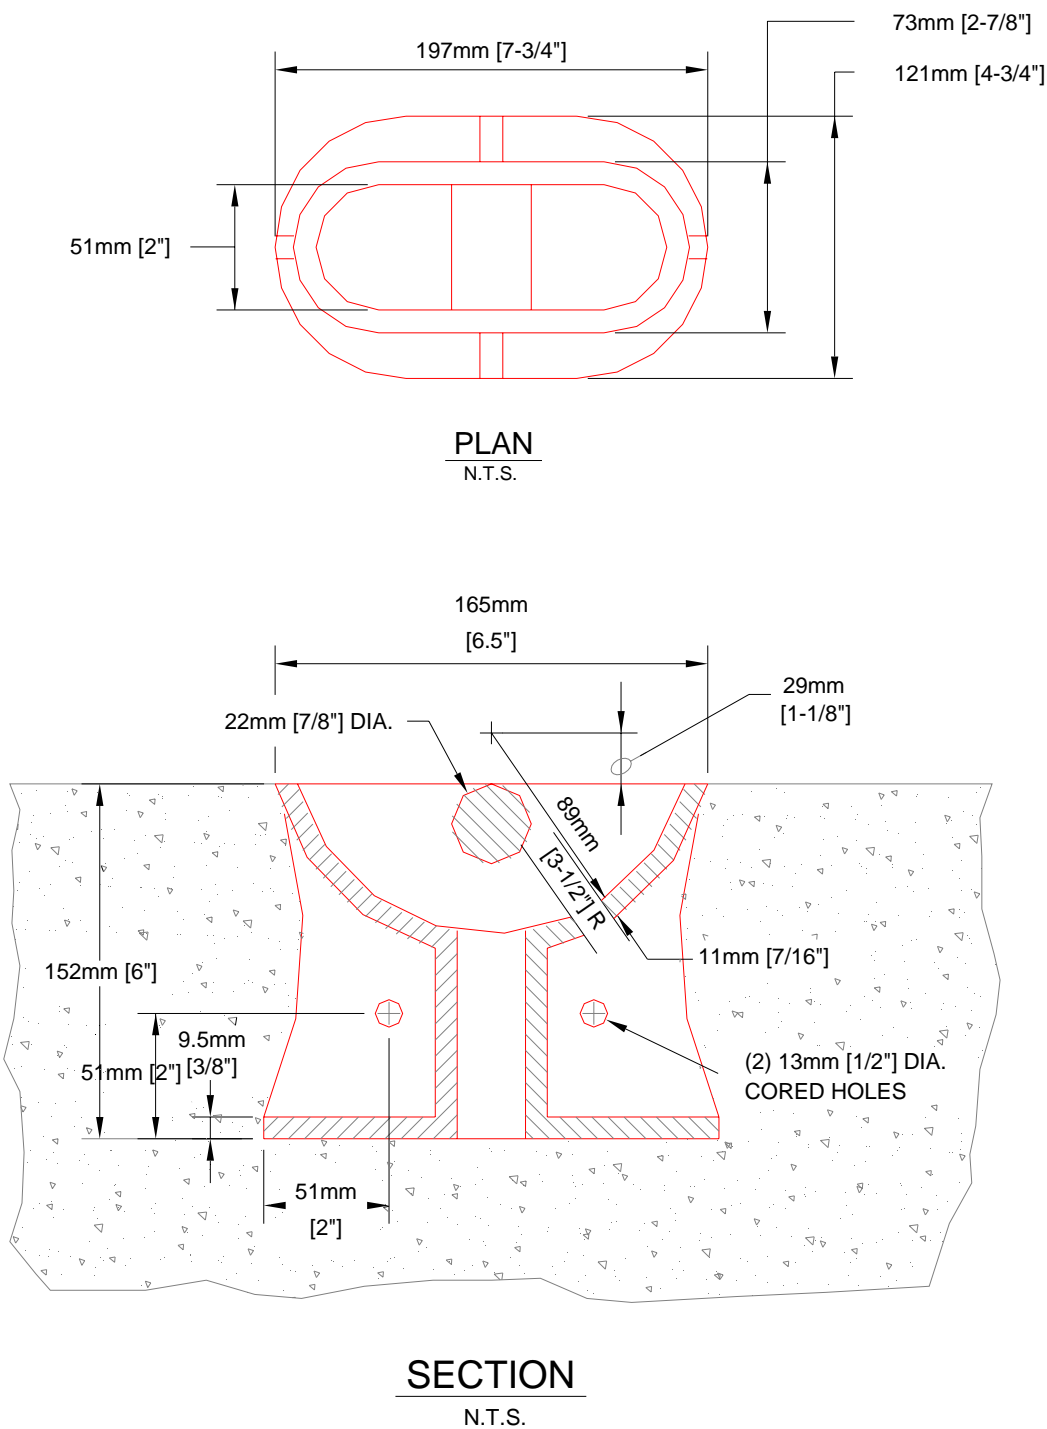 73mm [2-7/8"]
197mm [7-3/4"]
121mm [4-3/4"]
51mm [2"]
PLAN
N.T.S.
165mm
[6.5"]
29mm
[1-1/8"]
22mm [7/8"] DIA.
89mm
[3-1/2"] R
11mm [7/16"]
152mm [6"]
9.5mm
[3/8"]
51mm [2"]
(2) 13mm [1/2"] DIA.
CORED HOLES
51mm
[2"]
SECTION
N.T.S.